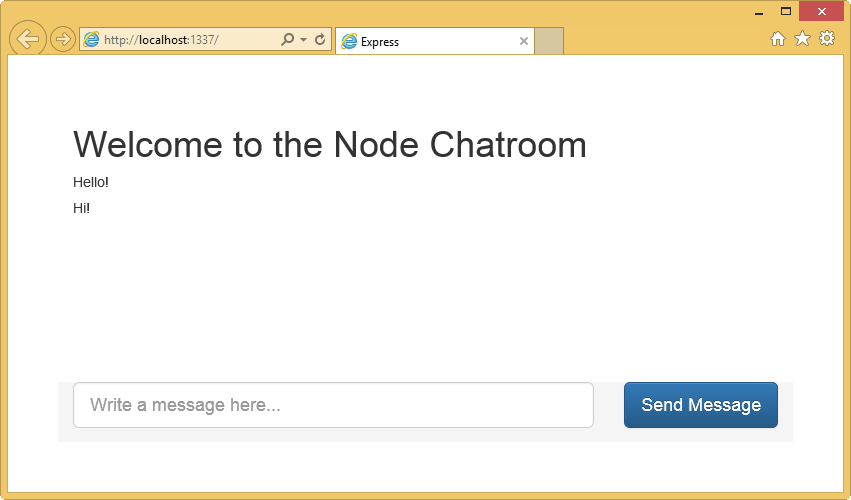 http://localhost:1337/
Express
Welcome to the Node Chatroom
Hello!
Hi!
Write a message here...
Send Message